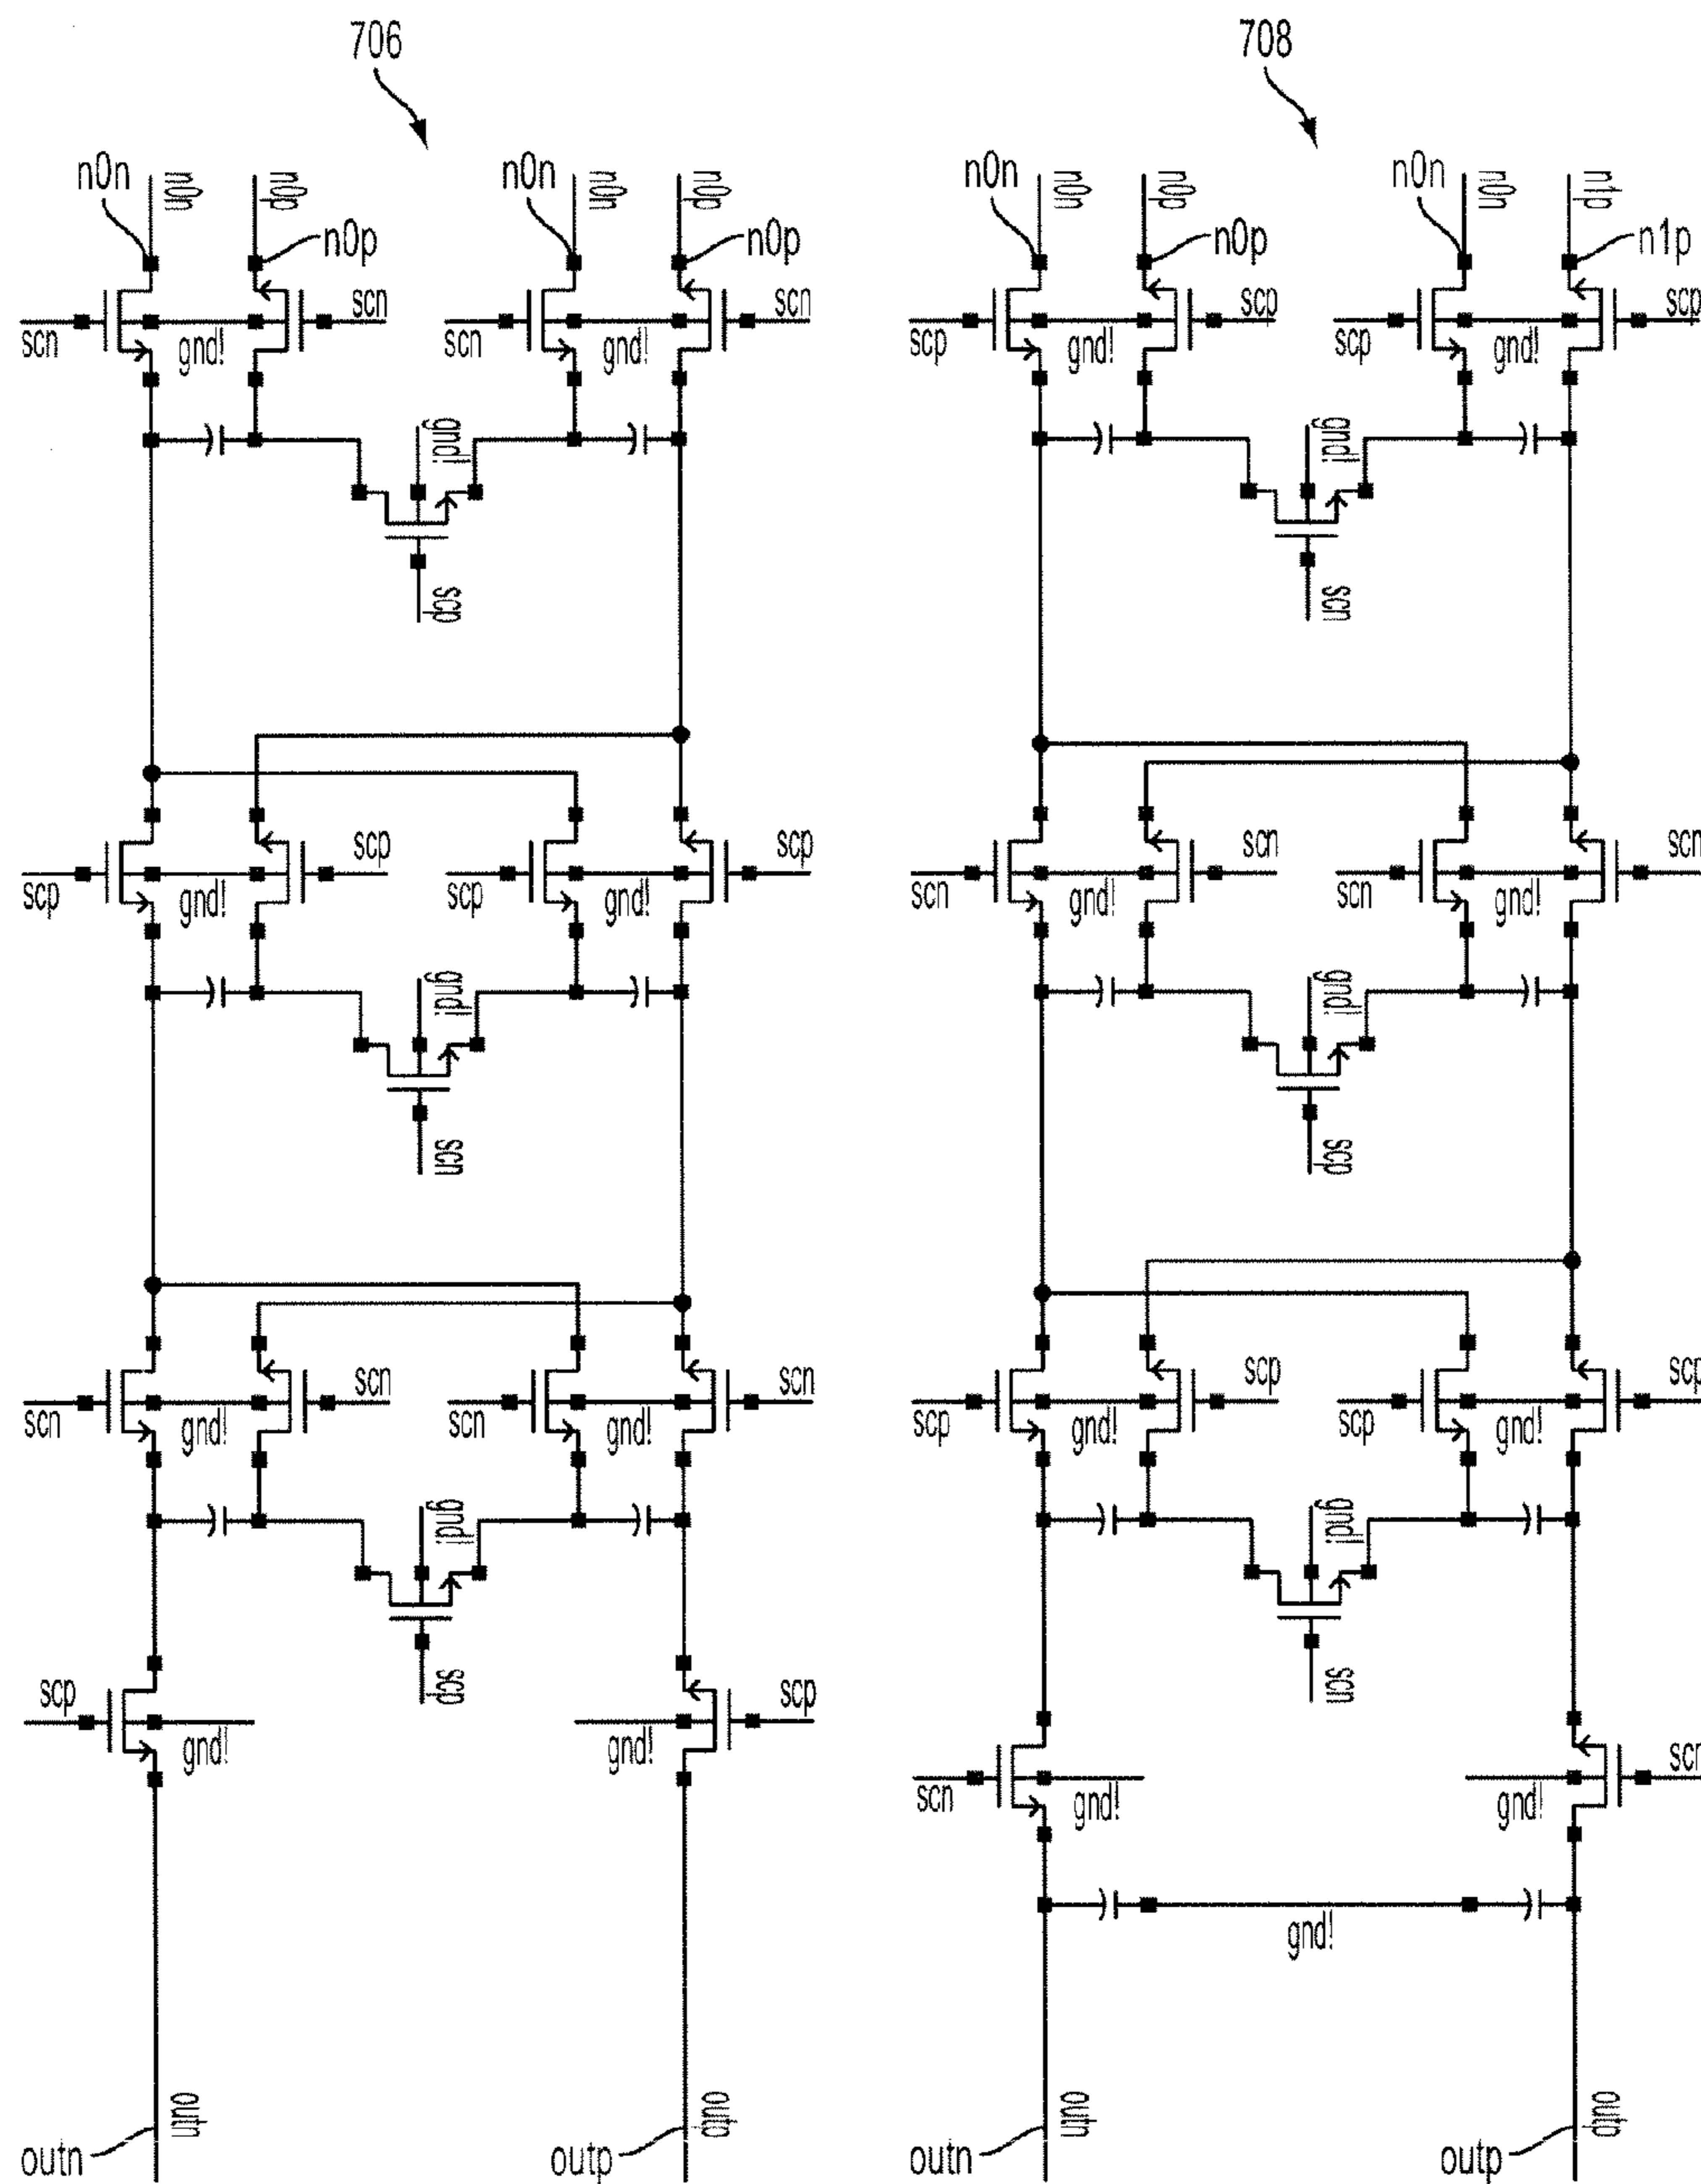 706 708
n0n n0n n0p n0n n0n n0p n0n n0n n0p n0n n0n n1p
n0p n0p n0p n1p
scn scn scp scp
scn gnd! scn gnd! scp gnd! scp gnd!
gnd! gnd!
scp scn
scp scp scn scn
scp gnd! scp gnd! scn gnd! scn gnd!
gnd! gnd!
scn scp
scn scn scp scp
scn gnd! scn gnd! scp gnd! scp gnd!
gnd! gnd!
scp scn
scp scp scn
gnd! gnd! scn gnd! gnd!
gnd!
outn outp outn outp
outn outp outn outp